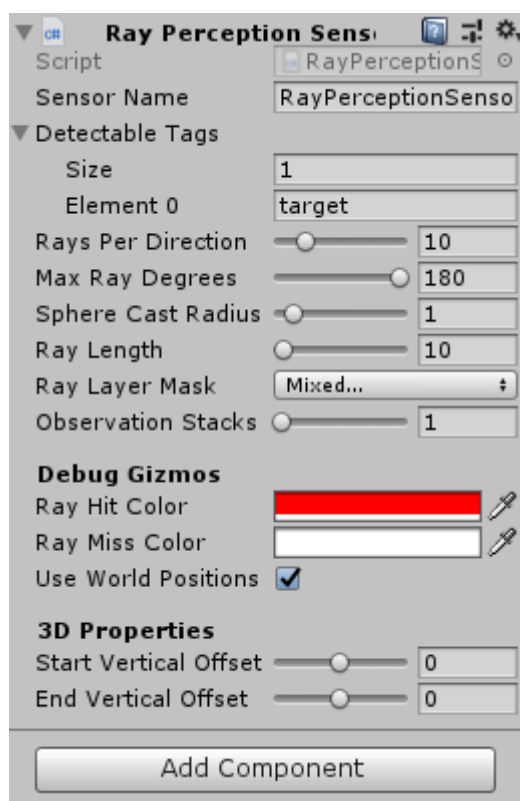 c# Ray Perception Sens
Script RayPerceptionS
Sensor Name RayPerceptionSenso
Detectable Tags
Size 1
Element 0 target
Rays Per Direction 10
Max Ray Degrees 180
Sphere Cast Radius 1
Ray Length 10
Ray Layer Mask Mixed...
Observation Stacks 1
Debug Gizmos
Ray Hit Color
Ray Miss Color
Use World Positions
3D Properties
Start Vertical Offset 0
End Vertical Offset 0
Add Component